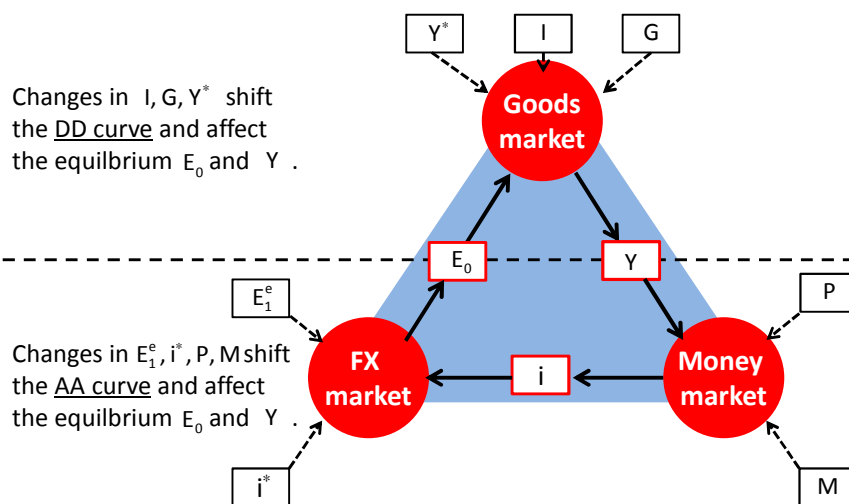 Y* I G
Changes in I, G, Y* shift
the DD curve and affect
the equilbrium E₀ and Y .
Goods
market
E₀ Y
E₁ᵉ P
Changes in E₁ᵉ, i*, P, M shift
the AA curve and affect
the equilibrium E₀ and Y .
FX
market
i
Money
market
i* M